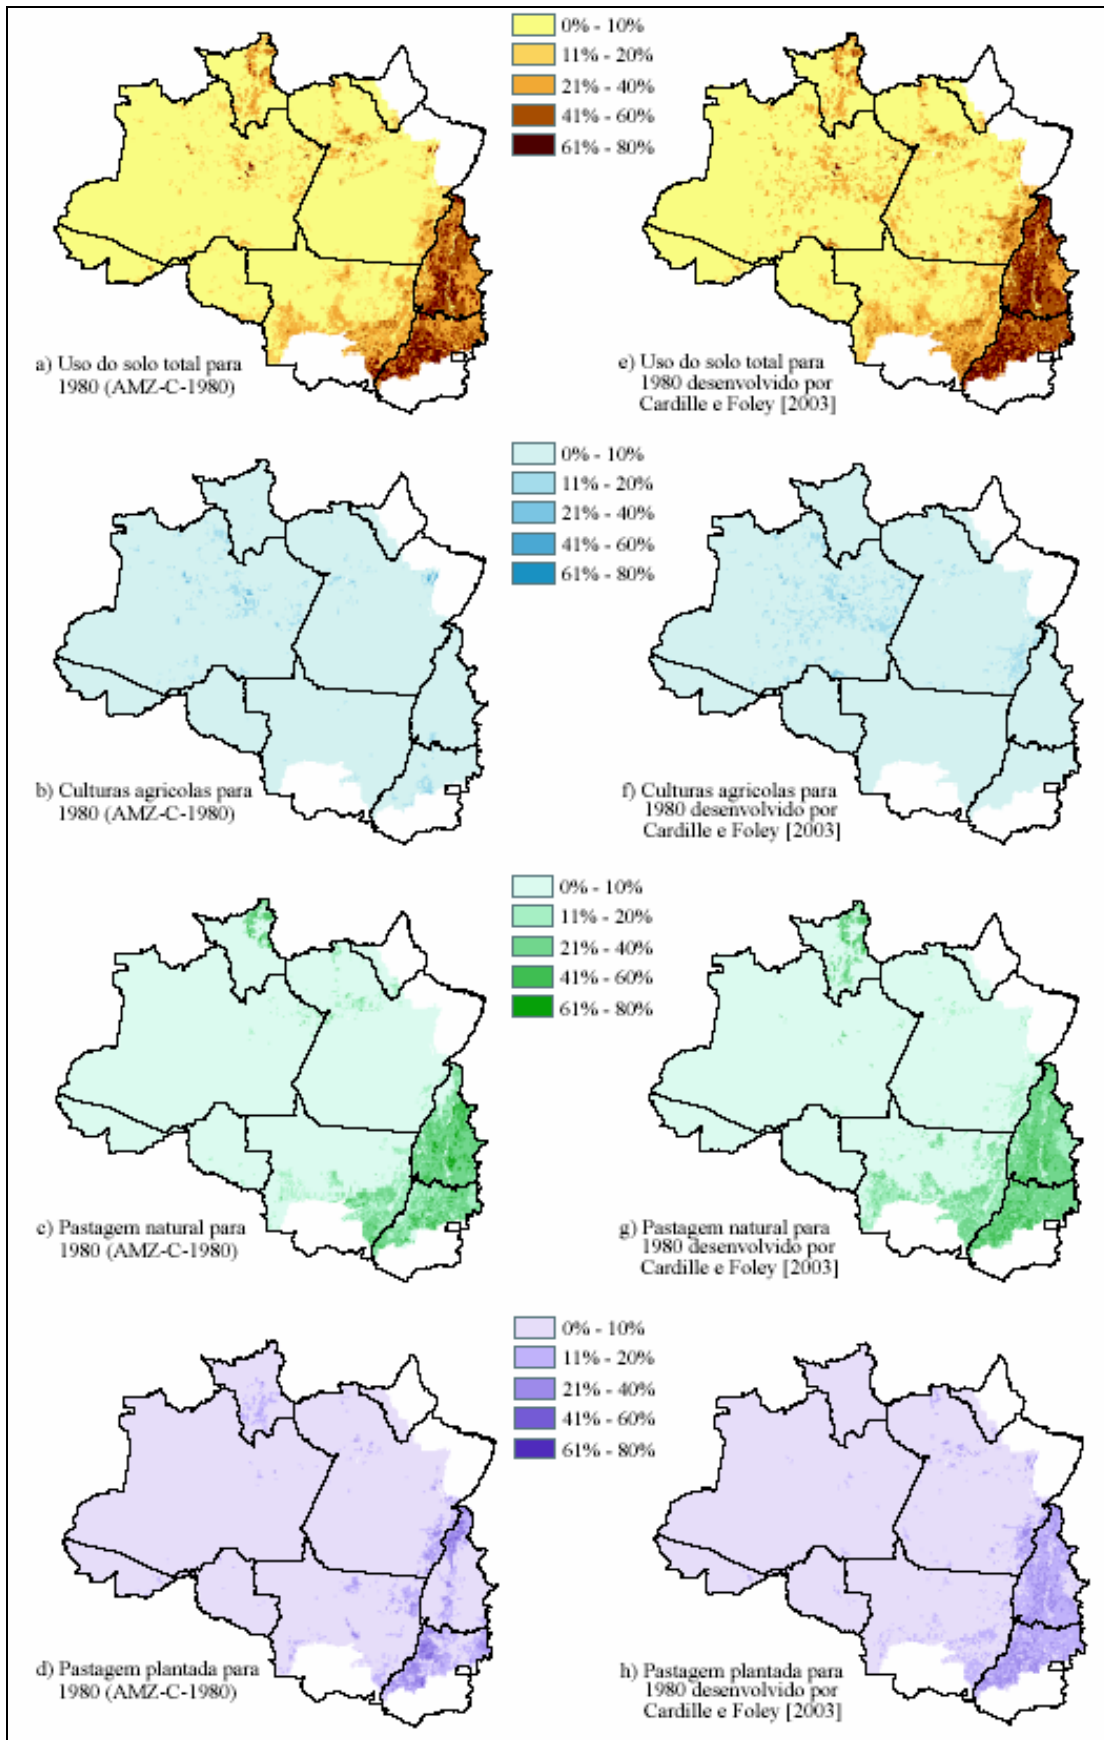 0% - 10%
11% - 20%
21% - 40%
41% - 60%
61% - 80%
a) Uso do solo total para
1980 (AMZ-C-1980)
e) Uso do solo total para
1980 desenvolvido por
Cardille e Foley [2003]
0% - 10%
11% - 20%
21% - 40%
41% - 60%
61% - 80%
b) Culturas agricolas para
1980 (AMZ-C-1980)
f) Culturas agricolas para
1980 desenvolvido por
Cardille e Foley [2003]
0% - 10%
11% - 20%
21% - 40%
41% - 60%
61% - 80%
c) Pastagem natural para
1980 (AMZ-C-1980)
g) Pastagem natural para
1980 desenvolvido por
Cardille e Foley [2003]
0% - 10%
11% - 20%
21% - 40%
41% - 60%
61% - 80%
d) Pastagem plantada para
1980 (AMZ-C-1980)
h) Pastagem plantada para
1980 desenvolvido por
Cardille e Foley [2003]